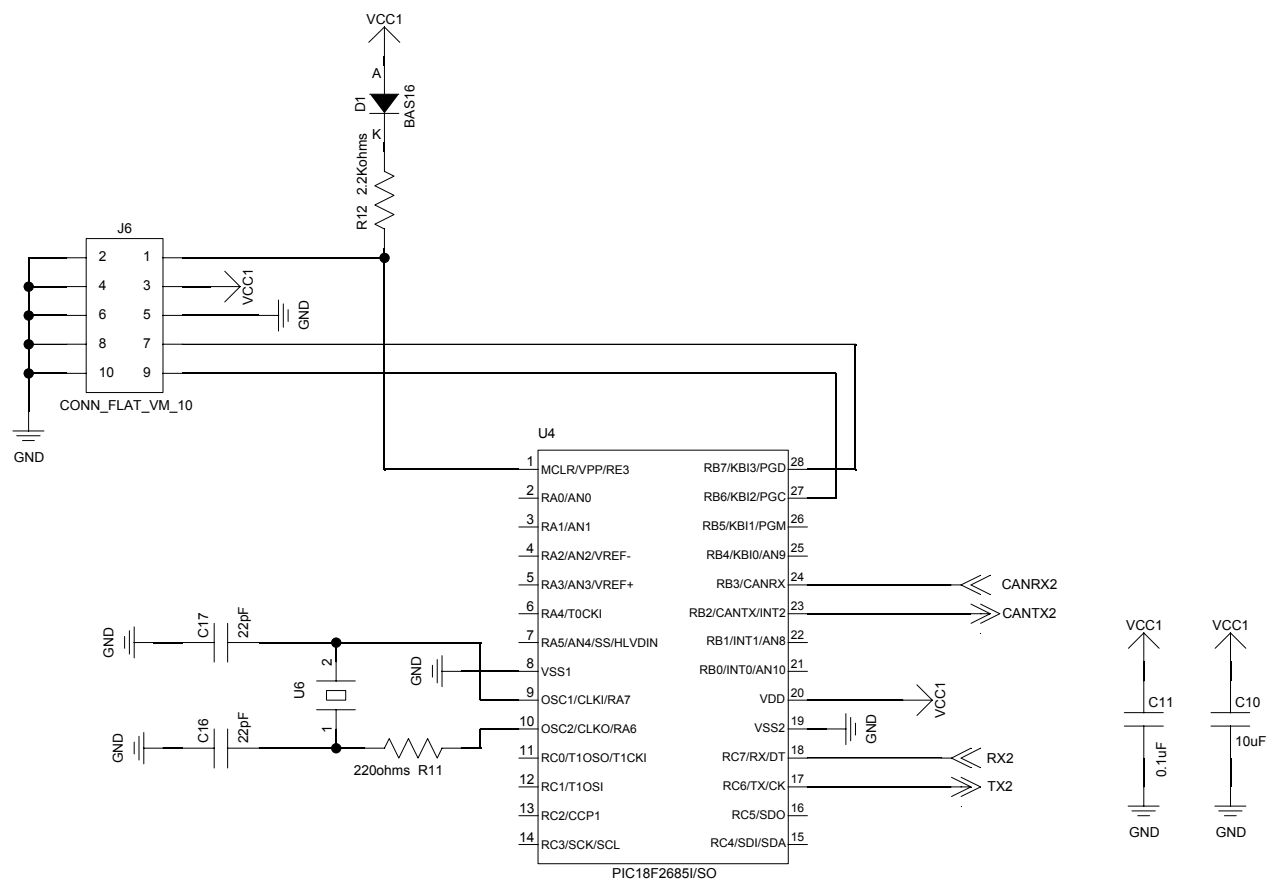 VCC1
A
D1
BAS16
K
R12 2.2Kohms
J6
2 1
4 3
6 5
8 7
10 9
VCC1
GND
CONN_FLAT_VM_10
GND
U4
1 MCLR/VPP/RE3
2 RA0/AN0
3 RA1/AN1
4 RA2/AN2/VREF-
5 RA3/AN3/VREF+
6 RA4/T0CKI
7 RA5/AN4/SS/HLVDIN
8 VSS1
9 OSC1/CLKI/RA7
10 OSC2/CLKO/RA6
11 RC0/T1OSO/T1CKI
12 RC1/T1OSI
13 RC2/CCP1
14 RC3/SCK/SCL
RB7/KBI3/PGD 28
RB6/KBI2/PGC 27
RB5/KBI1/PGM 26
RB4/KBI0/AN9 25
RB3/CANRX 24
RB2/CANTX/INT2 23
RB1/INT1/AN8 22
RB0/INT0/AN10 21
VDD 20
VSS2 19
RC7/RX/DT 18
RC6/TX/CK 17
RC5/SDO 16
RC4/SDI/SDA 15
PIC18F2685I/SO
CANRX2
CANTX2
VCC1
GND
RX2
TX2
GND
C17
22pF
2
U6
1
GND
GND
C16
22pF
220ohms R11
VCC1
C11
0.1uF
GND
VCC1
C10
10uF
GND